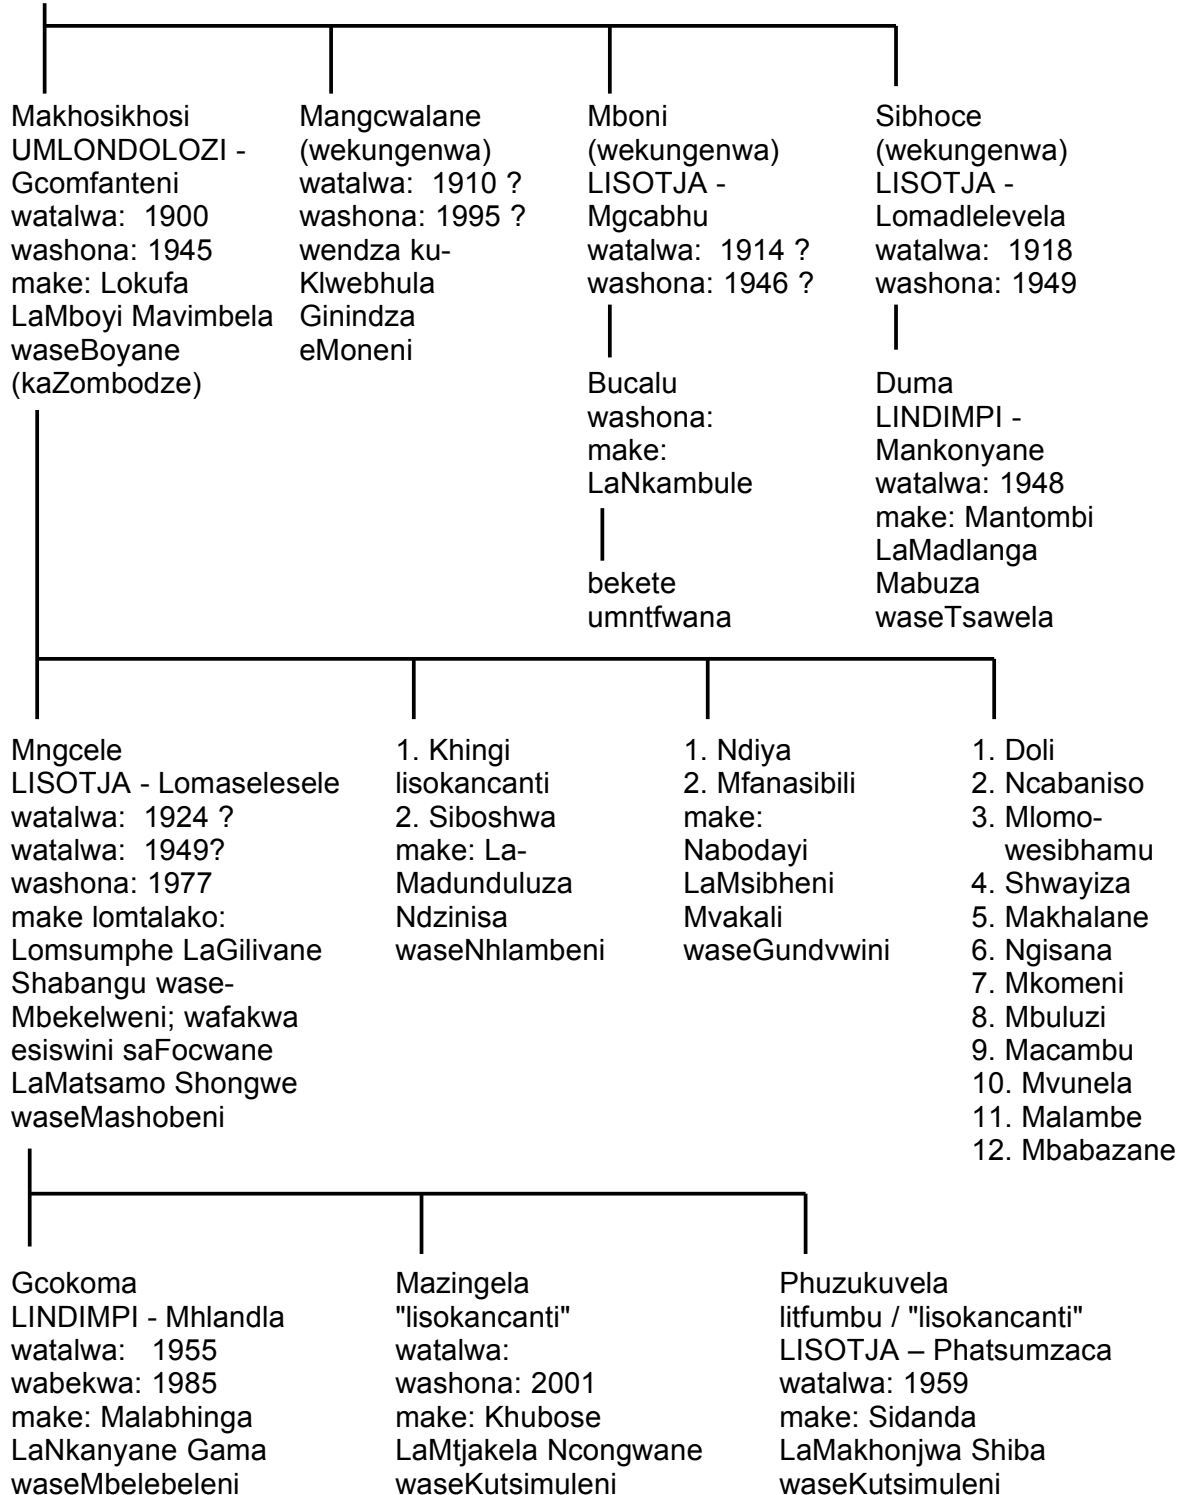 Makhosikhosi
UMLONDOLOZI -
Gcomfanteni
watalwa:  1900
washona: 1945
make: Lokufa
LaMboyi Mavimbela
waseBoyane
(kaZombodze)
Mangcwalane
(wekungenwa)
watalwa:  1910 ?
washona: 1995 ?
wendza ku-
Klwebhula
Ginindza
eMoneni
Mboni
(wekungenwa)
LISOTJA -
Mgcabhu
watalwa:  1914 ?
washona: 1946 ?
Bucalu
washona:
make:
LaNkambule
bekete
umntfwana
Sibhoce
(wekungenwa)
LISOTJA -
Lomadlelevela
watalwa:  1918
washona: 1949
Duma
LINDIMPI -
Mankonyane
watalwa: 1948
make: Mantombi
LaMadlanga
Mabuza
waseTsawela
Mngcele
LISOTJA - Lomaselesele
watalwa:  1924 ?
watalwa:  1949?
washona: 1977
make lomtalako:
Lomsumphe LaGilivane
Shabangu wase-
Mbekelweni; wafakwa
esiswini saFocwane
LaMatsamo Shongwe
waseMashobeni
1. Khingi
lisokancanti
2. Siboshwa
make: La-
Madunduluza
Ndzinisa
waseNhlambeni
1. Ndiya
2. Mfanasibili
make:
Nabodayi
LaMsibheni
Mvakali
waseGundvwini
1. Doli
2. Ncabaniso
3. Mlomo-
wesibhamu
4. Shwayiza
5. Makhalane
6. Ngisana
7. Mkomeni
8. Mbuluzi
9. Macambu
10. Mvunela
11. Malambe
12. Mbabazane
Gcokoma
LINDIMPI - Mhlandla
watalwa:   1955
wabekwa: 1985
make: Malabhinga
LaNkanyane Gama
waseMbelebeleni
Mazingela
"lisokancanti"
watalwa:
washona: 2001
make: Khubose
LaMtjakela Ncongwane
waseKutsimuleni
Phuzukuvela
litfumbu / "lisokancanti"
LISOTJA – Phatsumzaca
watalwa: 1959
make: Sidanda
LaMakhonjwa Shiba
waseKutsimuleni